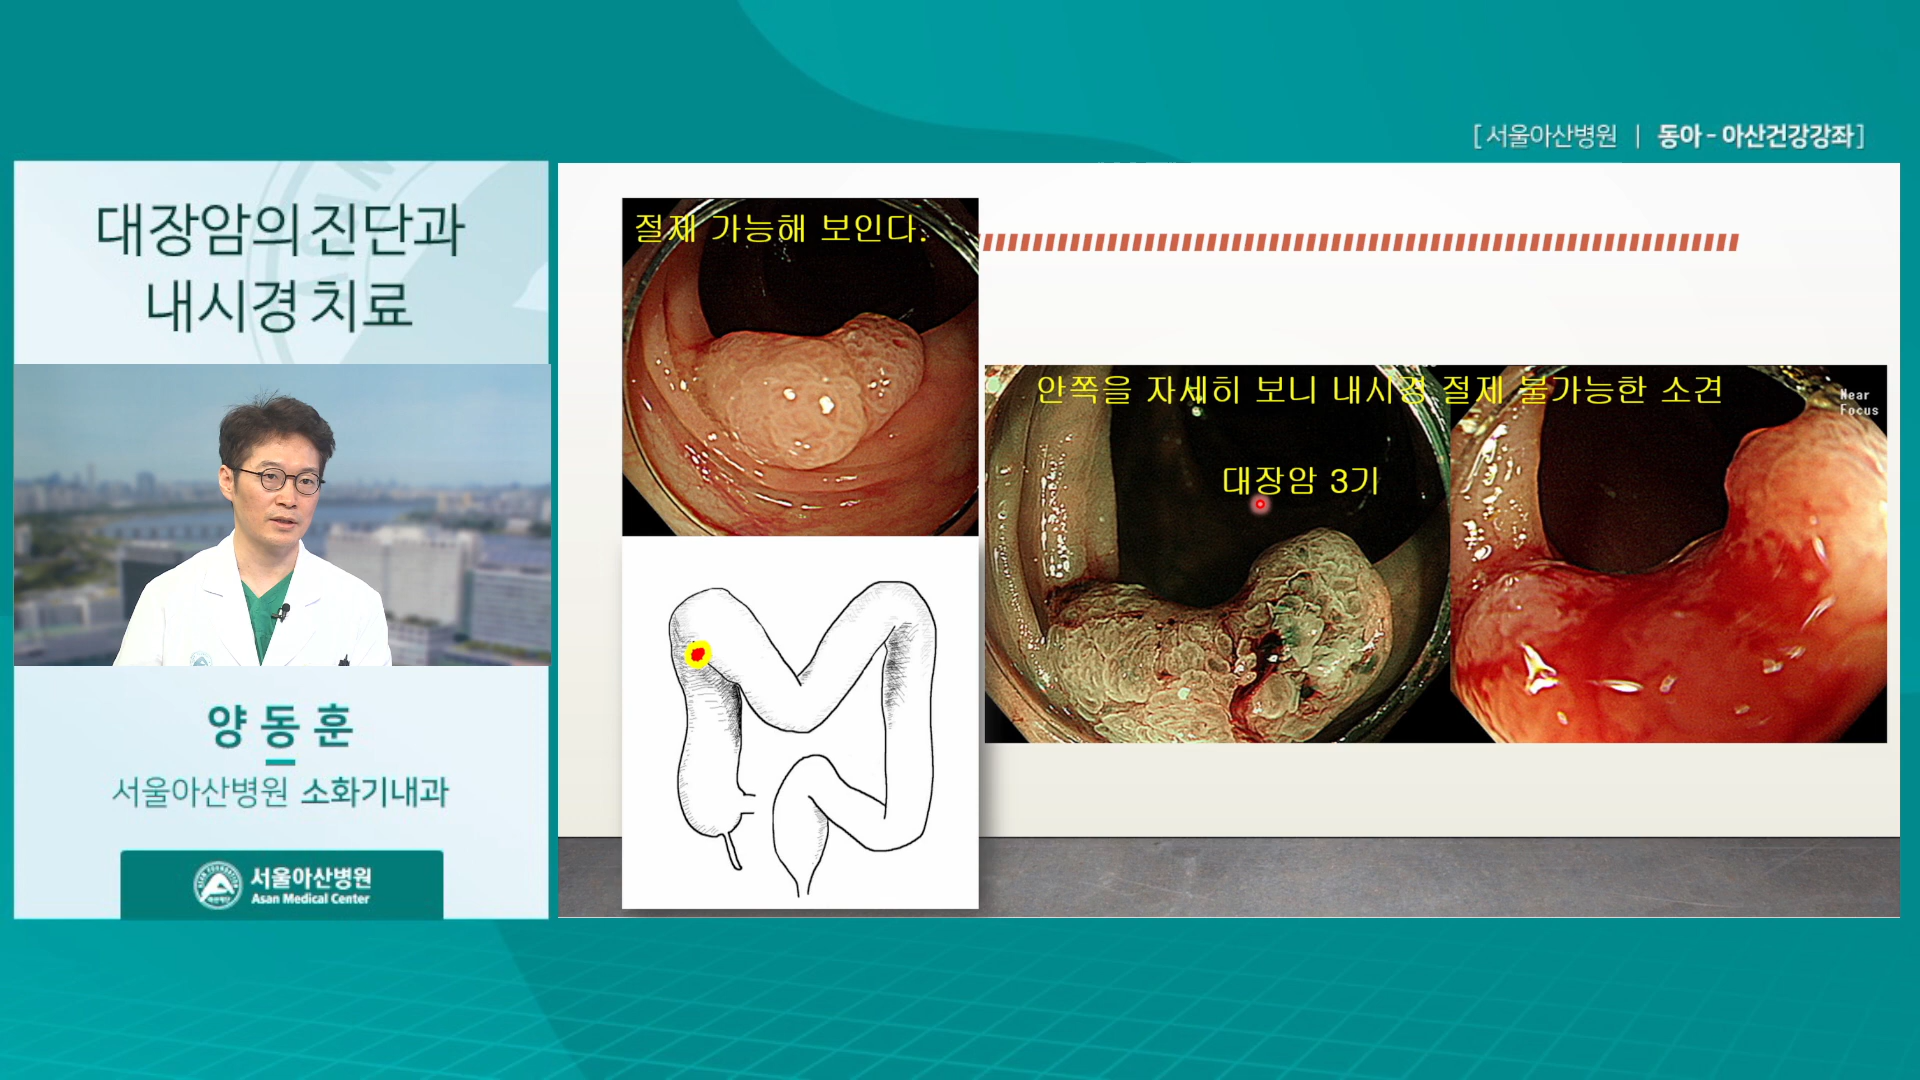 [서울아산병원 | 동아-아산건강강좌]
대장암의 진단과
내시경 치료
양동훈
서울아산병원 소화기내과
서울아산병원
Asan Medical Center
절제 가능해 보인다.
안쪽을 자세히 보니 내시경 절제 불가능한 소견
대장암 3기
Near
Focus